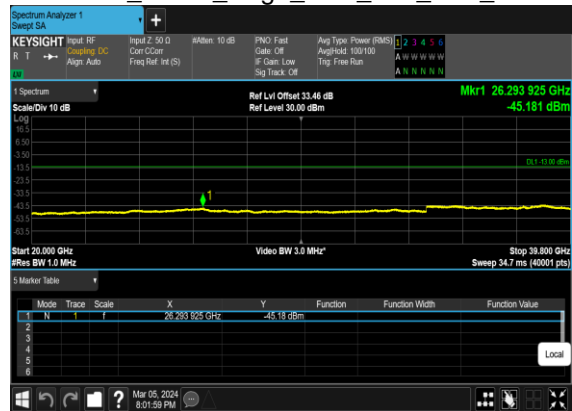 Spectrum Analyzer 1
Swept SA
+
KEYSIGHT Input: RF Input Z: 50 Ω #Atten: 10 dB PNO: Fast Avg Type: Power (RMS) 1 2 3 4 5 6
R T Coupling: DC Corr CCorr Gate: Off Avg|Hold: 100/100 A W W W W W
Align: Auto Freq Ref: Int (S) IF Gain: Low Trig: Free Run
Sig Track: Off A N N N N N
1 Spectrum
Scale/Div 10 dB
Ref Lvl Offset 33.46 dB
Ref Level 30.00 dBm
Mkr1 26.293 925 GHz
-45.181 dBm
Log
16.5
6.50
-3.50
-13.5
DL1 -13.00 dBm
-23.5
-33.5
1
-43.5
-53.5
-63.5
Start 20.000 GHz Video BW 3.0 MHz* Stop 39.800 GHz
#Res BW 1.0 MHz Sweep 34.7 ms (40001 pts)
5 Marker Table
Mode Trace Scale X Y Function Function Width Function Value
1 N 1 f 26.293 925 GHz -45.18 dBm
2
3
4
5
6
Local
?
Mar 05, 2024
8:01:59 PM